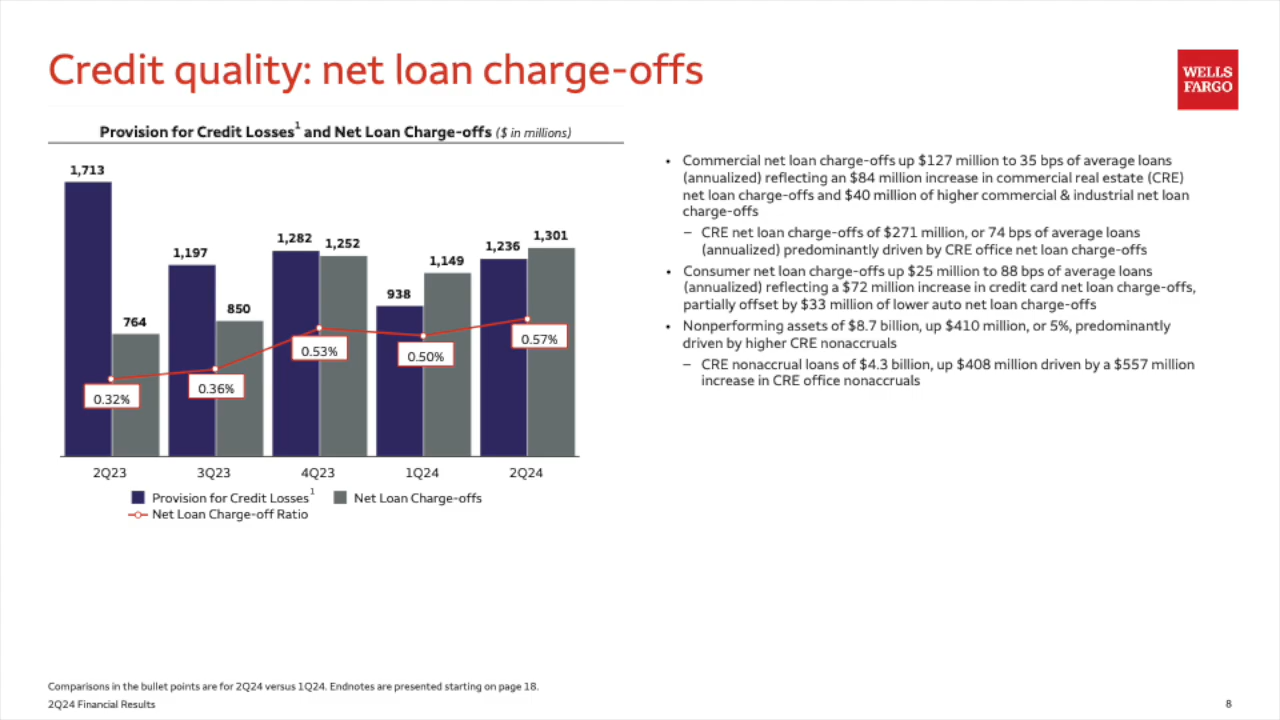 Credit quality: net loan charge-offs
WELLS
FARGO
Provision for Credit Losses1 and Net Loan Charge-offs ($ in millions)
1,713
764
1,197
850
1,282
1,252
938
1,149
1,236
1,301
0.32%
0.36%
0.53%
0.50%
0.57%
2Q23
3Q23
4Q23
1Q24
2Q24
Provision for Credit Losses1
Net Loan Charge-offs
Net Loan Charge-off Ratio
• Commercial net loan charge-offs up $127 million to 35 bps of average loans
(annualized) reflecting an $84 million increase in commercial real estate (CRE)
net loan charge-offs and $40 million of higher commercial & industrial net loan
charge-offs
– CRE net loan charge-offs of $271 million, or 74 bps of average loans
(annualized) predominantly driven by CRE office net loan charge-offs
• Consumer net loan charge-offs up $25 million to 88 bps of average loans
(annualized) reflecting a $72 million increase in credit card net loan charge-offs,
partially offset by $33 million of lower auto net loan charge-offs
• Nonperforming assets of $8.7 billion, up $410 million, or 5%, predominantly
driven by higher CRE nonaccruals
– CRE nonaccrual loans of $4.3 billion, up $408 million driven by a $557 million
increase in CRE office nonaccruals
Comparisons in the bullet points are for 2Q24 versus 1Q24. Endnotes are presented starting on page 18.
2Q24 Financial Results
8